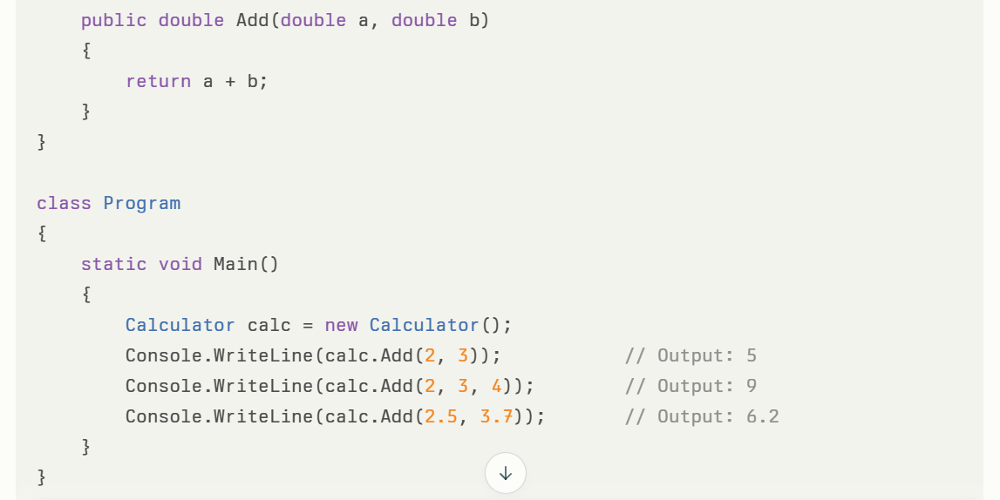 public double Add(double a, double b)
{
return a + b;
}
}
class Program
{
static void Main()
{
Calculator calc = new Calculator();
Console.WriteLine(calc.Add(2, 3)); // Output: 5
Console.WriteLine(calc.Add(2, 3, 4)); // Output: 9
Console.WriteLine(calc.Add(2.5, 3.7)); // Output: 6.2
}
}